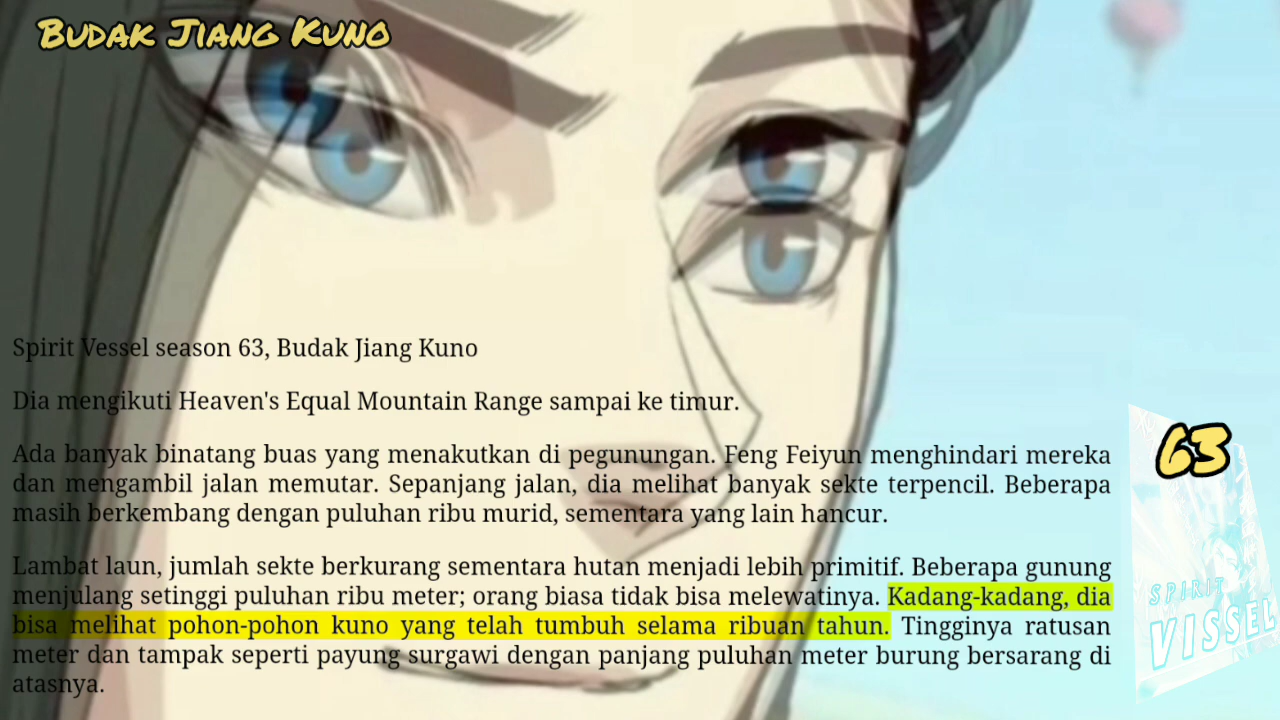 Budak Jiang Kuno
Spirit Vessel season 63, Budak Jiang Kuno
Dia mengikuti Heaven's Equal Mountain Range sampai ke timur.
Ada banyak binatang buas yang menakutkan di pegunungan. Feng Feiyun menghindari mereka
dan mengambil jalan memutar. Sepanjang jalan, dia melihat banyak sekte terpencil. Beberapa
masih berkembang dengan puluhan ribu murid, sementara yang lain hancur.
Lambat laun, jumlah sekte berkurang sementara hutan menjadi lebih primitif. Beberapa gunung
menjulang setinggi puluhan ribu meter; orang biasa tidak bisa melewatinya. Kadang-kadang, dia
bisa melihat pohon-pohon kuno yang telah tumbuh selama ribuan tahun. Tingginya ratusan
meter dan tampak seperti payung surgawi dengan panjang puluhan meter burung bersarang di
atasnya.
63
SPIRIT
VISSEL